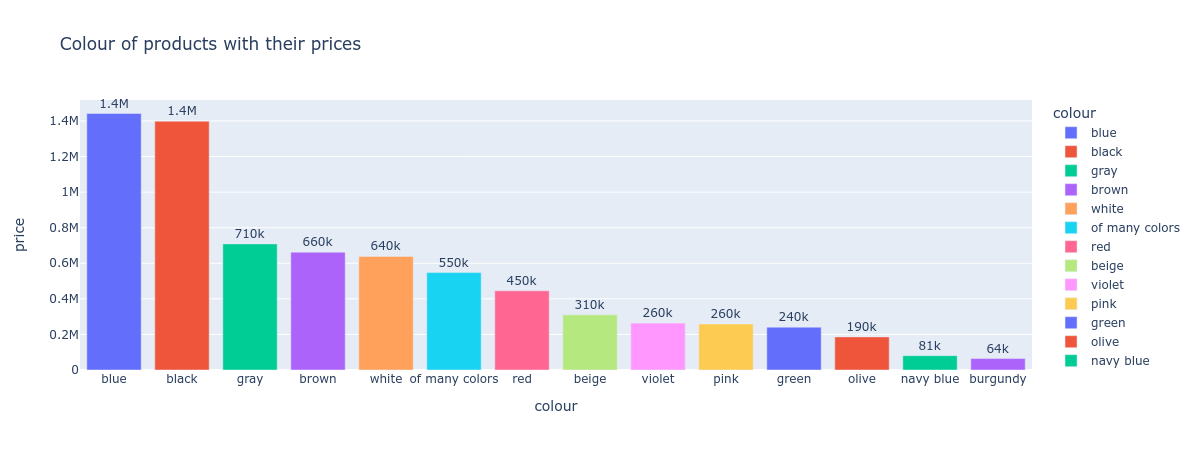 Colour of products with their prices
1.4M
1.4M
710k
660k
640k
550k
450k
310k
260k
260k
240k
190k
81k
64k
1.4M
1.2M
1M
0.8M
0.6M
0.4M
0.2M
0
price
blue
black
gray
brown
white
of many colors
red
beige
violet
pink
green
olive
navy blue
burgundy
colour
colour
blue
black
gray
brown
white
of many colors
red
beige
violet
pink
green
olive
navy blue